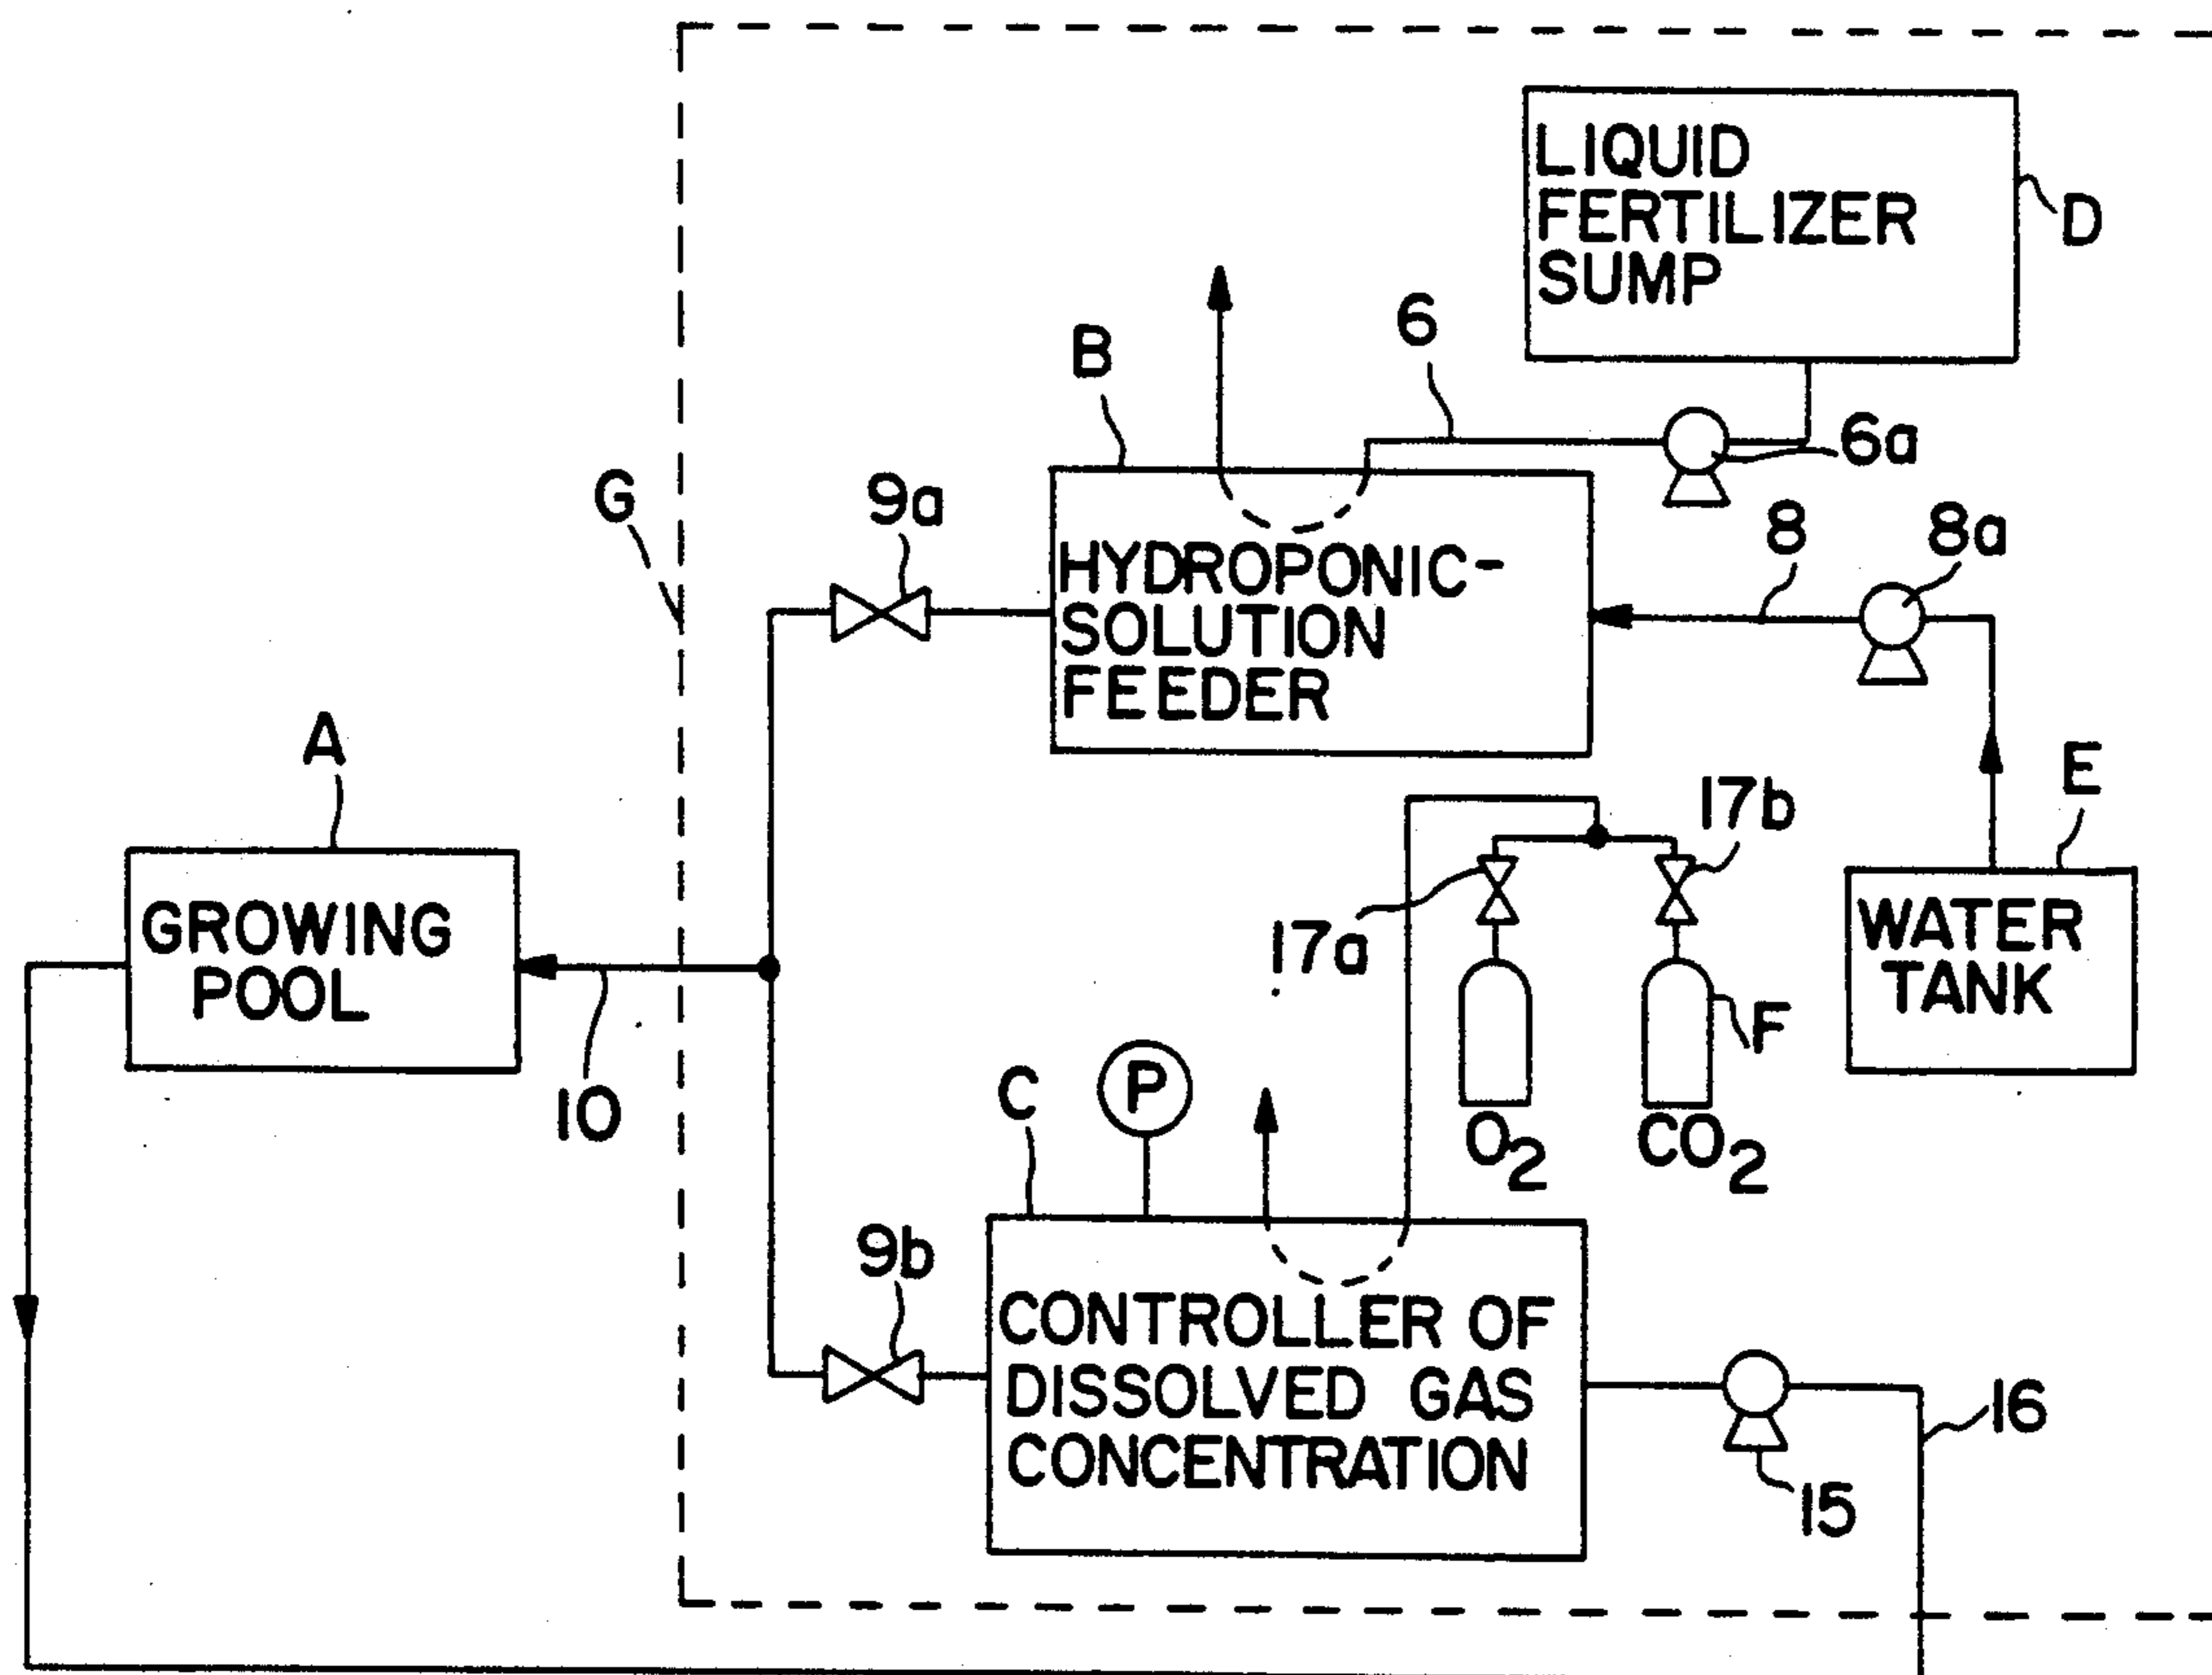 LIQUID
FERTILIZER
SUMP
D
6
B
6a
G
9a
8
8a
HYDROPONIC-
SOLUTION
FEEDER
A
E
17b
GROWING
POOL
17a
WATER
TANK
F
10
C
P
O2
CO2
9b
CONTROLLER OF
DISSOLVED GAS
CONCENTRATION
16
15